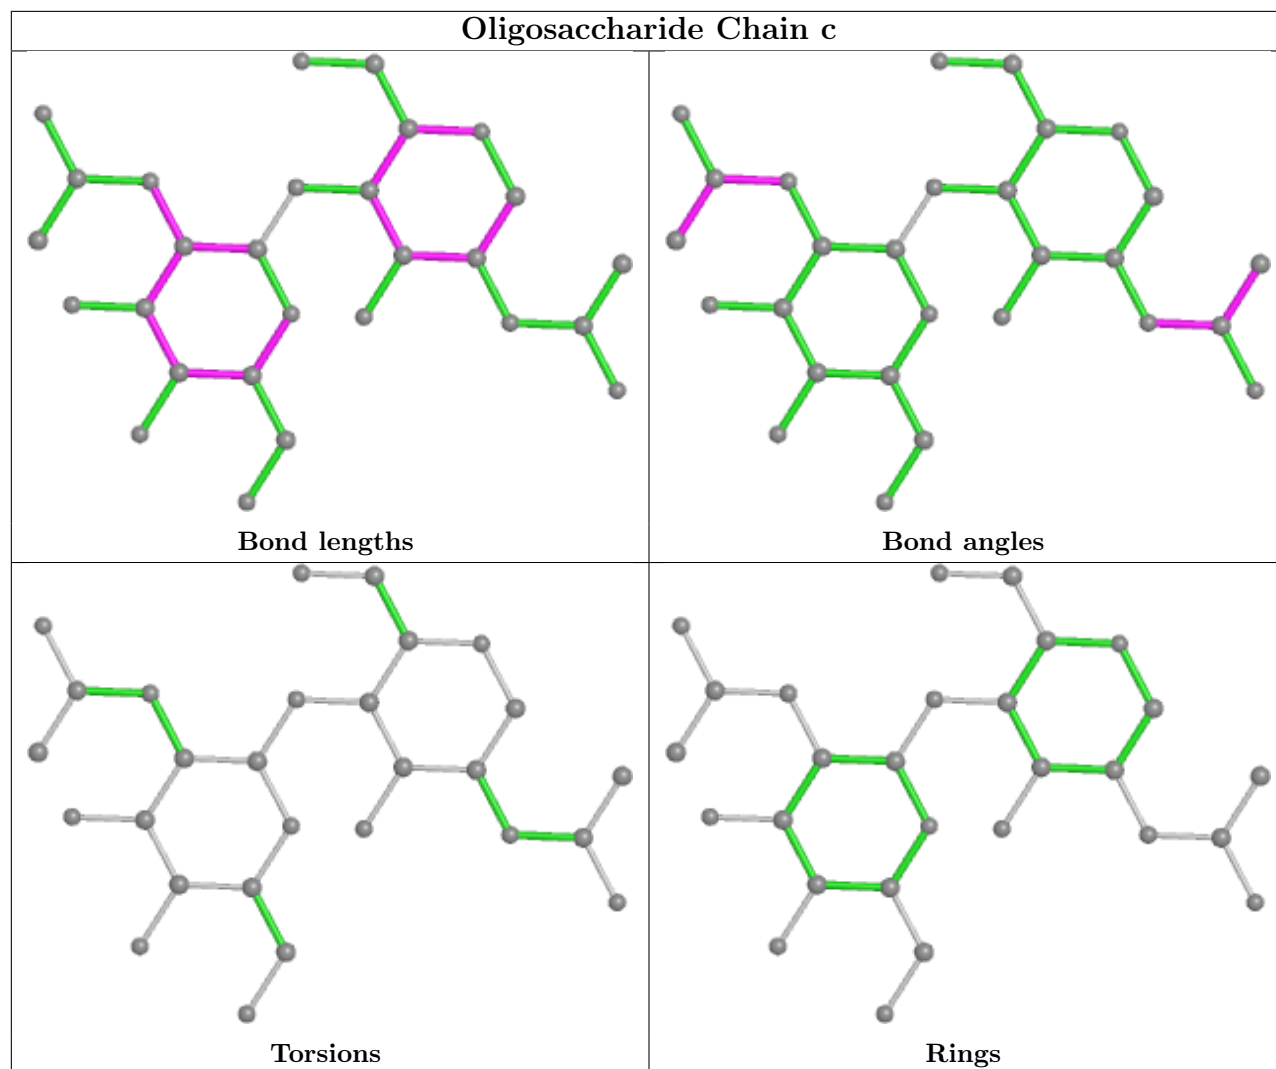 Oligosaccharide Chain c
Bond lengths
Bond angles
Torsions
Rings